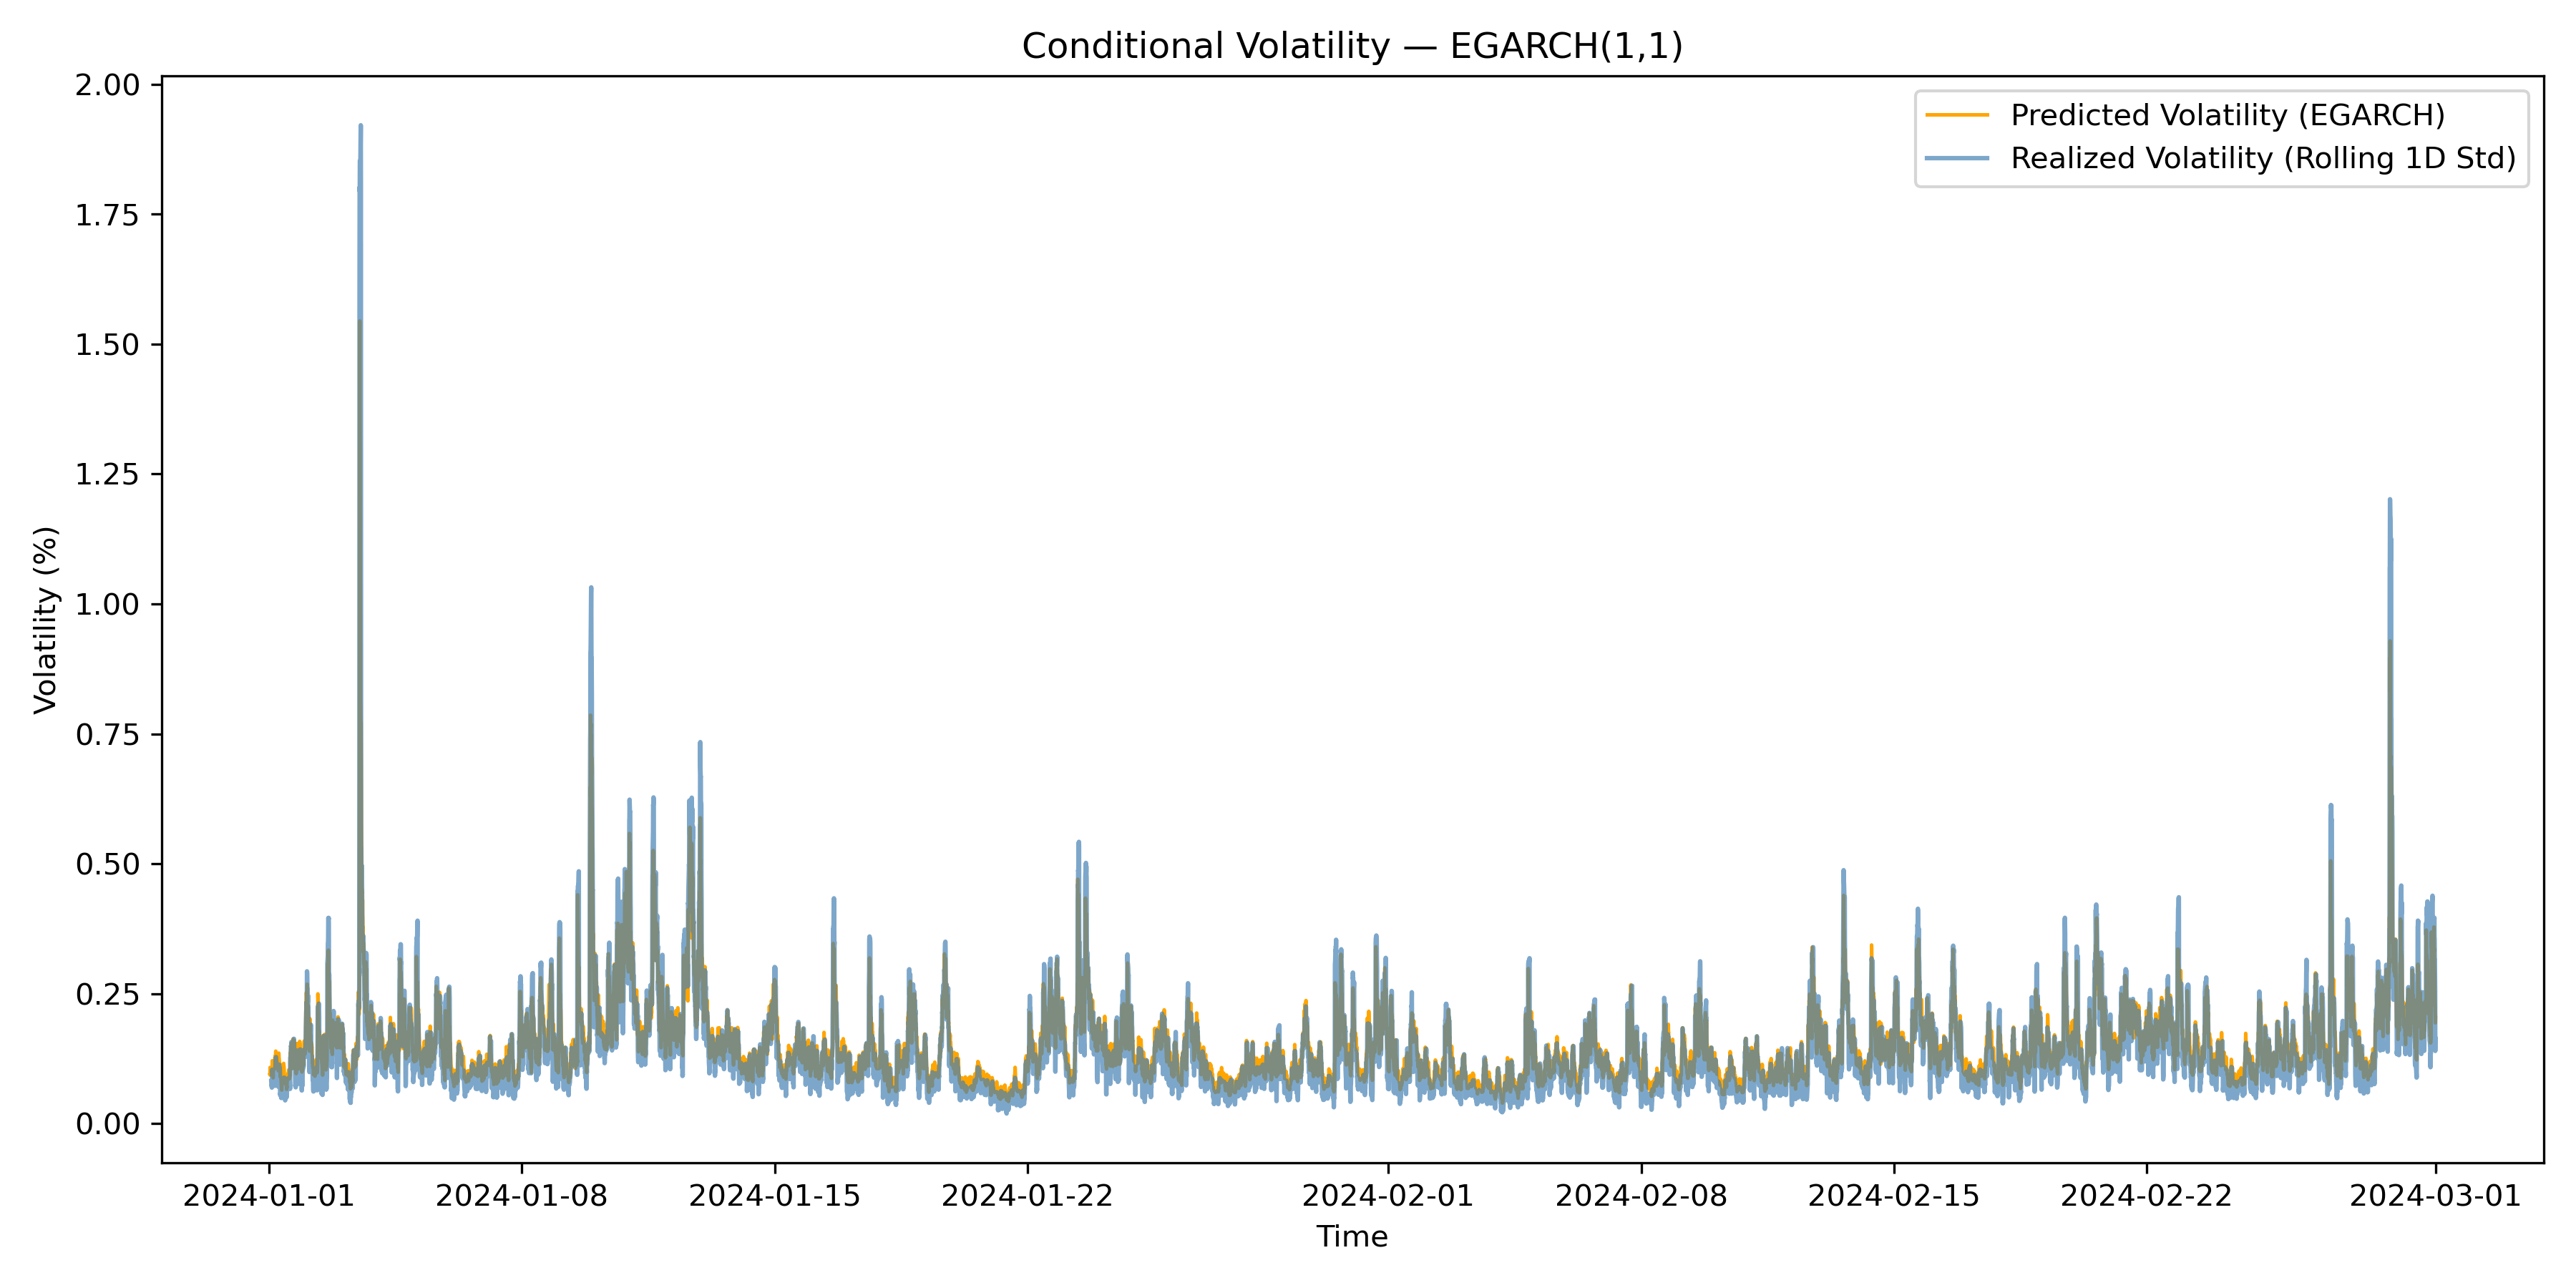 Conditional Volatility — EGARCH(1,1)
Predicted Volatility (EGARCH)
Realized Volatility (Rolling 1D Std)
2.00
1.75
1.50
1.25
1.00
0.75
0.50
0.25
0.00
Volatility (%)
2024-01-01 2024-01-08 2024-01-15 2024-01-22 2024-02-01 2024-02-08 2024-02-15 2024-02-22 2024-03-01
Time